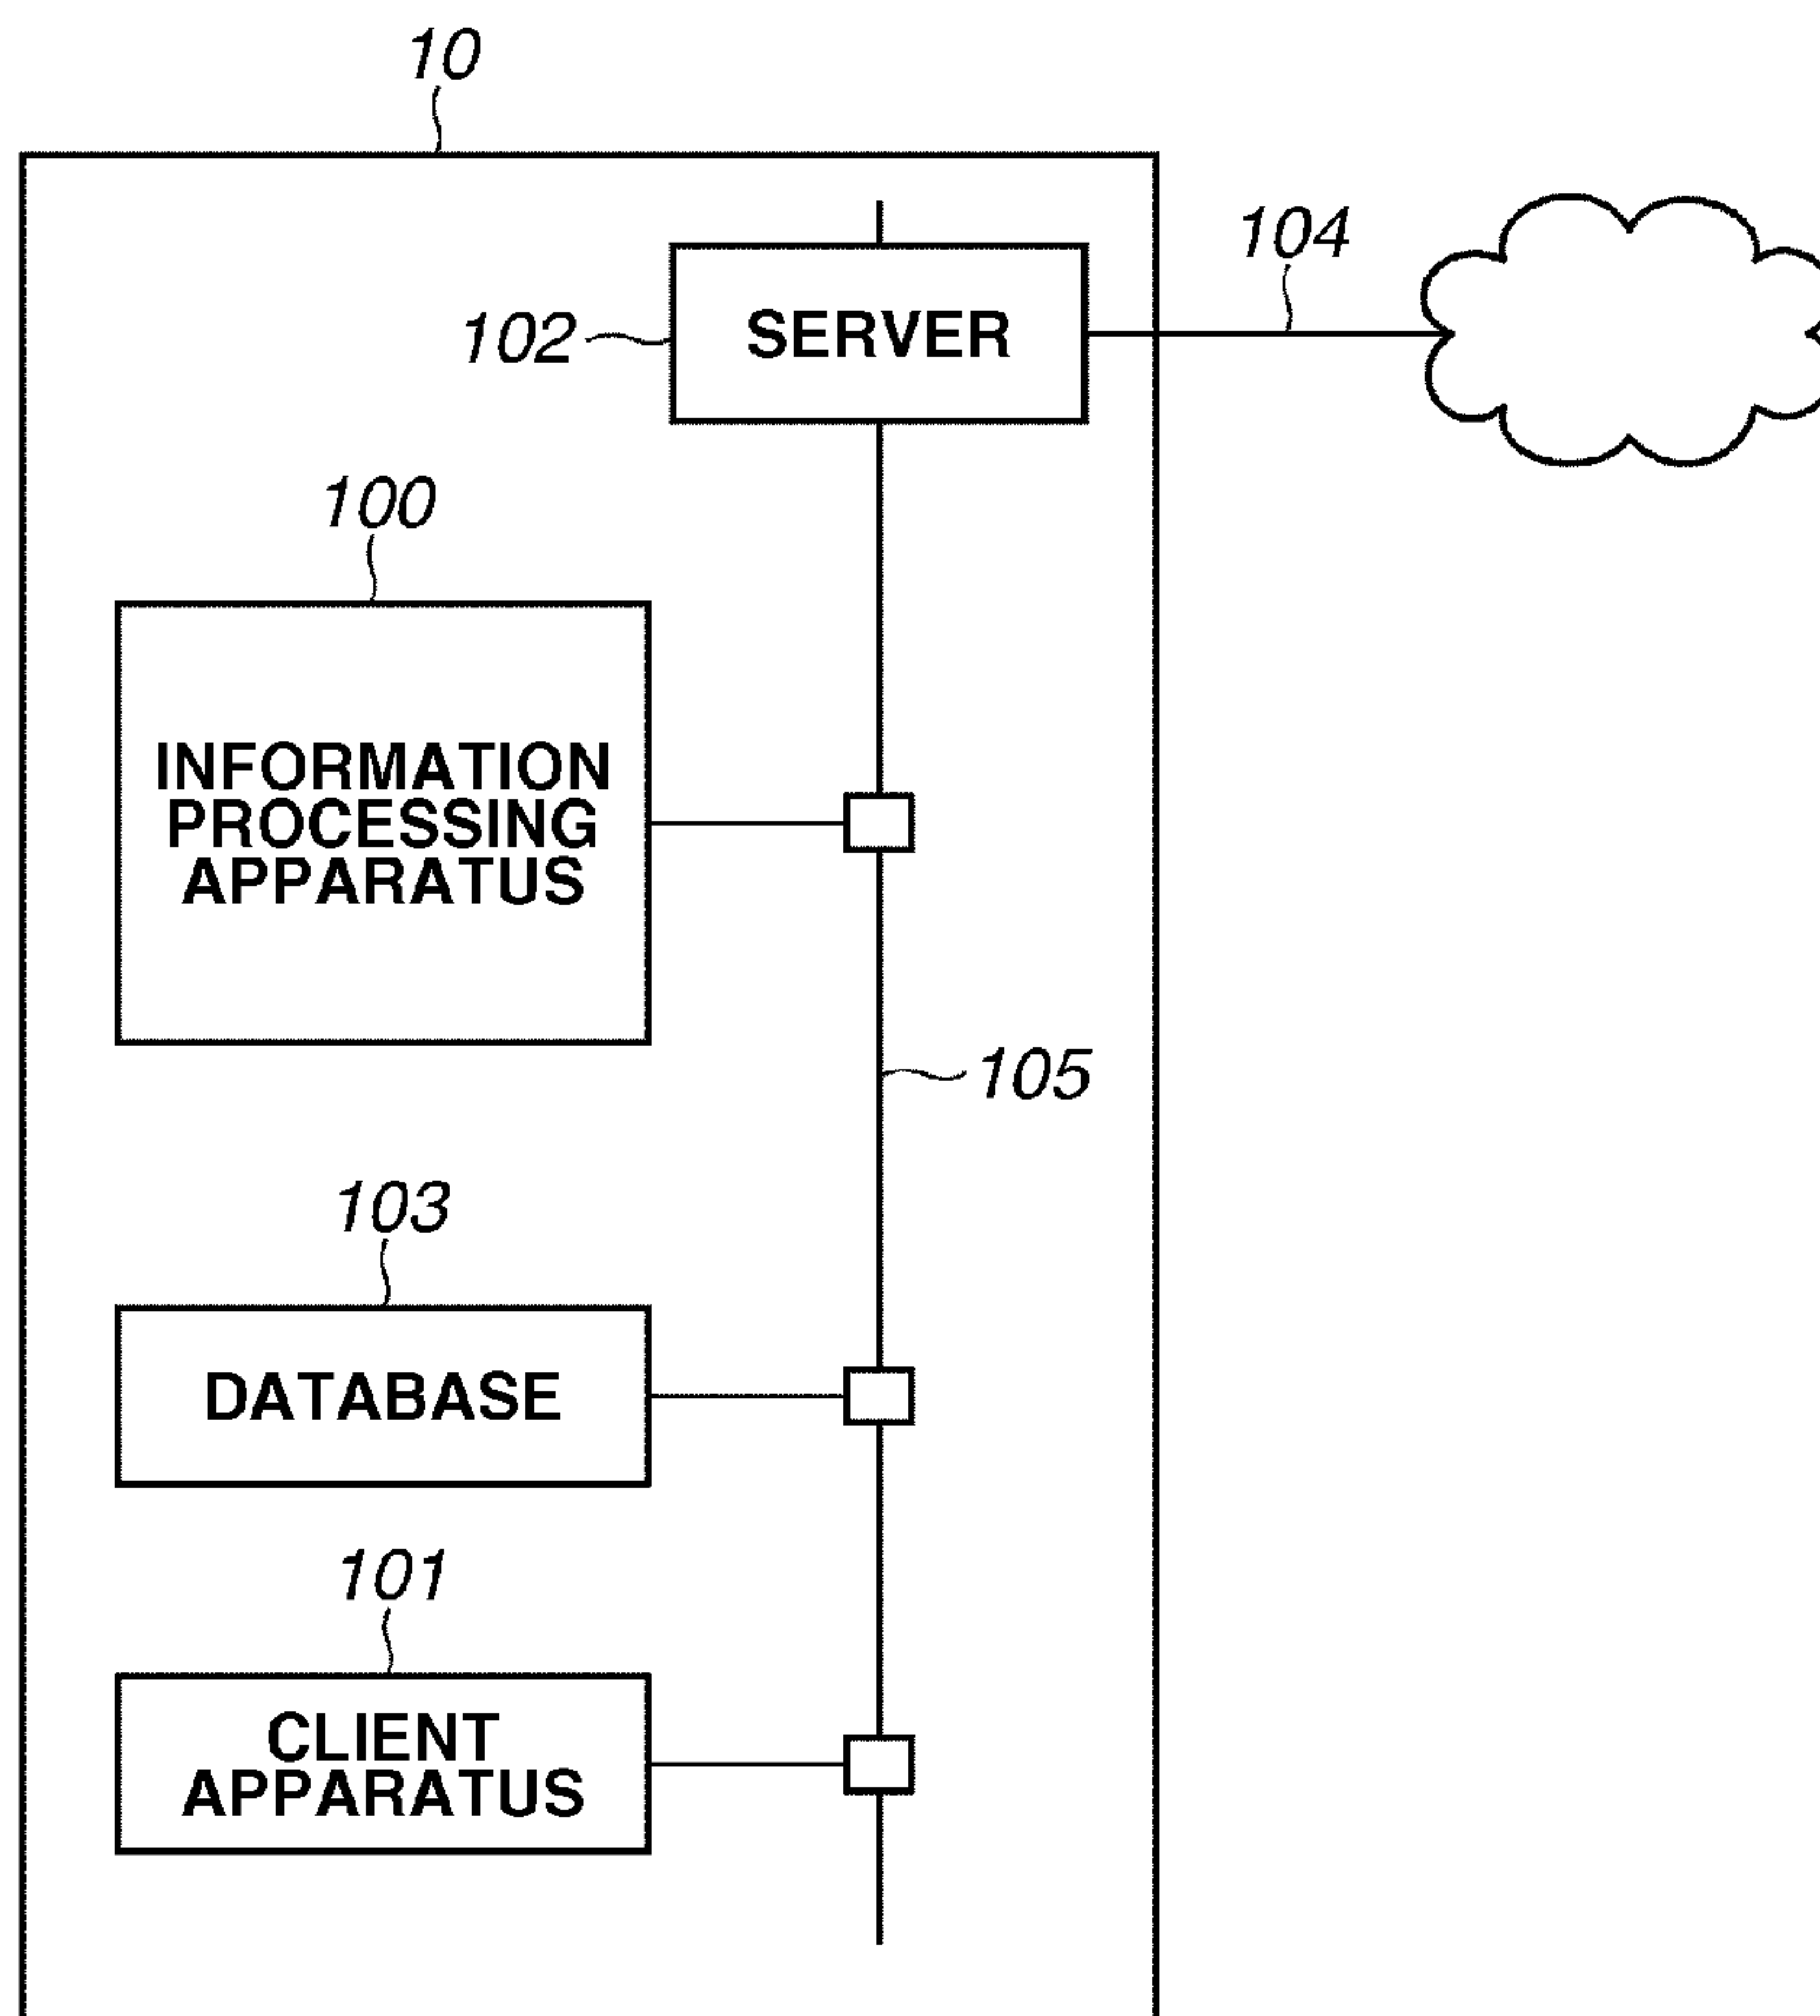 10
104
102
SERVER
100
INFORMATION
PROCESSING
APPARATUS
105
103
DATABASE
101
CLIENT
APPARATUS